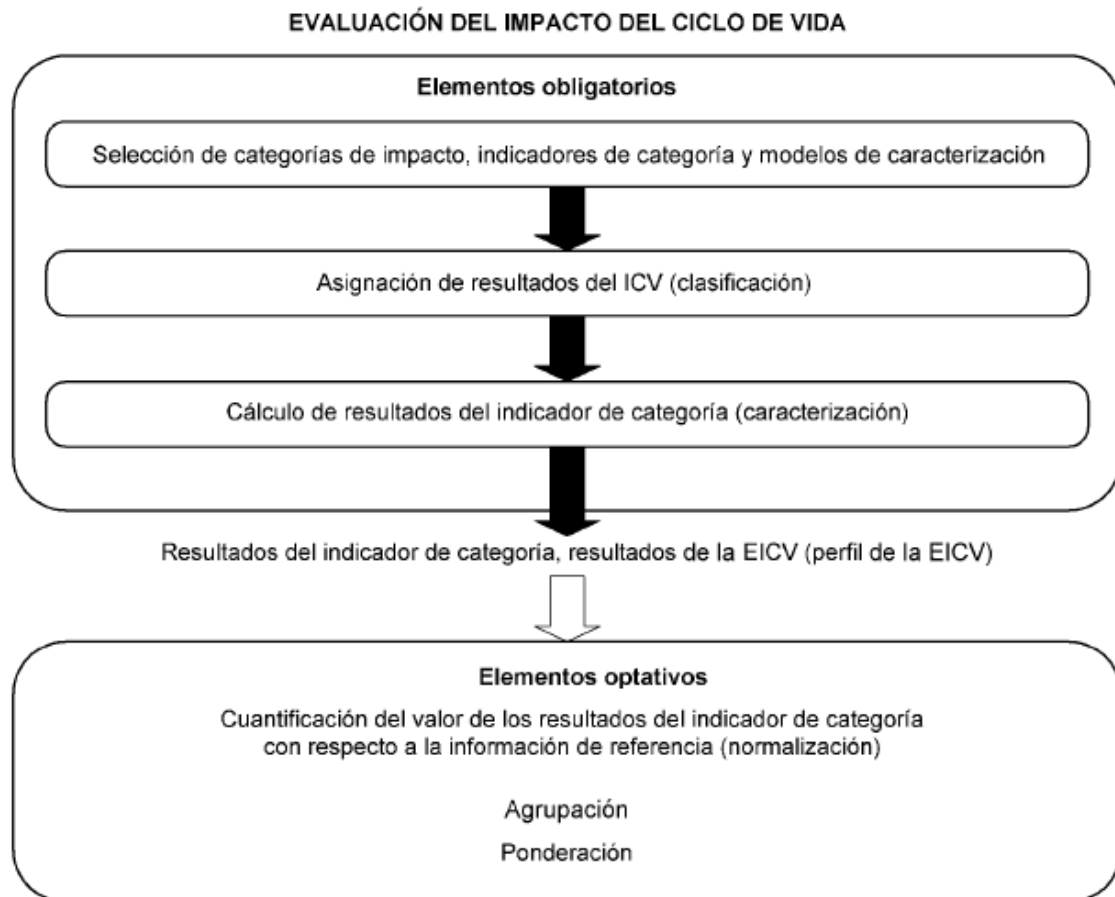 EVALUACIÓN DEL IMPACTO DEL CICLO DE VIDA
Elementos obligatorios
Selección de categorías de impacto, indicadores de categoría y modelos de caracterización
Asignación de resultados del ICV (clasificación)
Cálculo de resultados del indicador de categoría (caracterización)
Resultados del indicador de categoría, resultados de la EICV (perfil de la EICV)
Elementos optativos
Cuantificación del valor de los resultados del indicador de categoría
con respecto a la información de referencia (normalización)
Agrupación
Ponderación